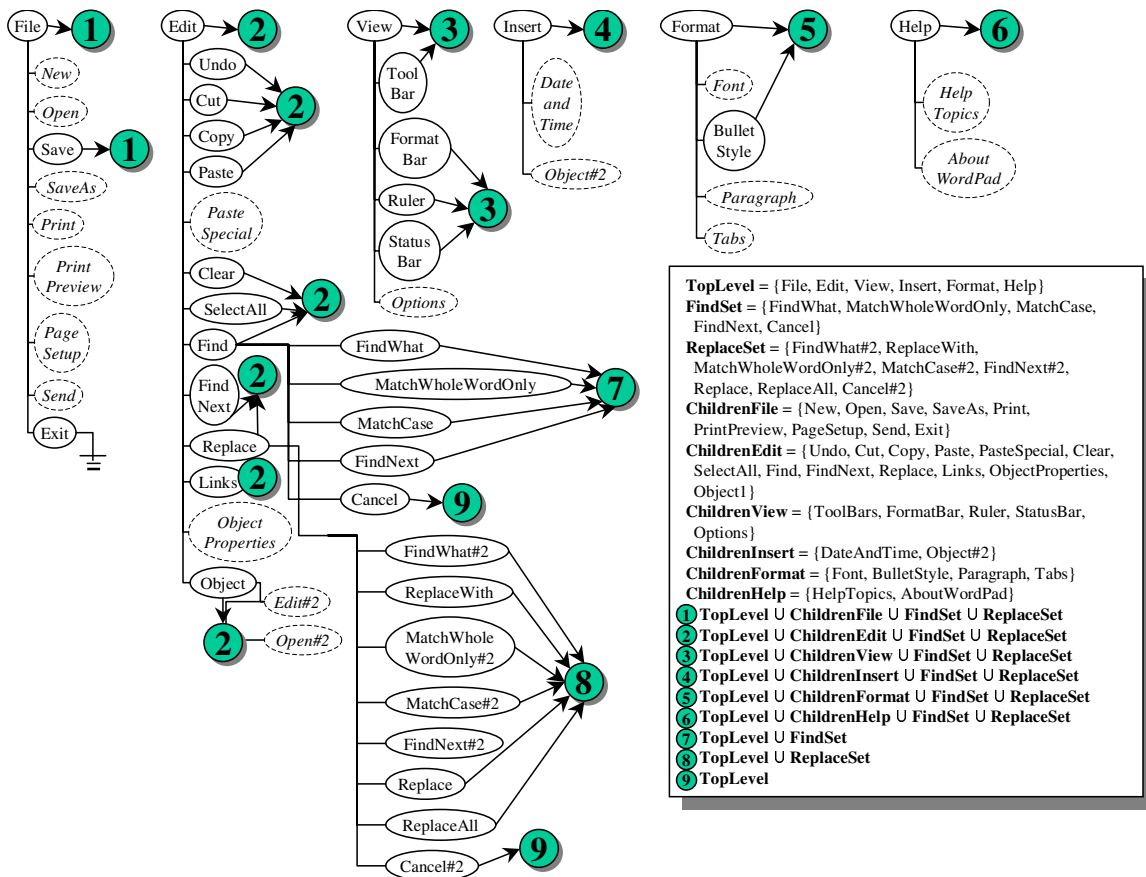 File
1
New
Open
Save
1
SaveAs
Print
Print
Preview
Page
Setup
Send
Exit
Edit
2
Undo
Cut
2
Copy
Paste
Paste
Special
Clear
2
SelectAll
Find
Find
Next
2
Replace
Links
2
Object
Properties
Object
Edit#2
2
Open#2
FindWhat
MatchWholeWordOnly
7
MatchCase
FindNext
Cancel
9
FindWhat#2
ReplaceWith
MatchWhole
WordOnly#2
8
MatchCase#2
FindNext#2
Replace
ReplaceAll
Cancel#2
9
View
3
Tool
Bar
Format
Bar
Ruler
3
Status
Bar
Options
Insert
4
Date
and
Time
Object#2
Format
5
Font
Bullet
Style
Paragraph
Tabs
Help
6
Help
Topics
About
WordPad
TopLevel = {File, Edit, View, Insert, Format, Help}
FindSet = {FindWhat, MatchWholeWordOnly, MatchCase,
FindNext, Cancel}
ReplaceSet = {FindWhat#2, ReplaceWith,
MatchWholeWordOnly#2, MatchCase#2, FindNext#2,
Replace, ReplaceAll, Cancel#2}
ChildrenFile = {New, Open, Save, SaveAs, Print,
PrintPreview, PageSetup, Send, Exit}
ChildrenEdit = {Undo, Cut, Copy, Paste, PasteSpecial, Clear,
SelectAll, Find, FindNext, Replace, Links, ObjectProperties,
Object1}
ChildrenView = {ToolBars, FormatBar, Ruler, StatusBar,
Options}
ChildrenInsert = {DateAndTime, Object#2}
ChildrenFormat = {Font, BulletStyle, Paragraph, Tabs}
ChildrenHelp = {HelpTopics, AboutWordPad}
1 TopLevel ∪ ChildrenFile ∪ FindSet ∪ ReplaceSet
2 TopLevel ∪ ChildrenEdit ∪ FindSet ∪ ReplaceSet
3 TopLevel ∪ ChildrenView ∪ FindSet ∪ ReplaceSet
4 TopLevel ∪ ChildrenInsert ∪ FindSet ∪ ReplaceSet
5 TopLevel ∪ ChildrenFormat ∪ FindSet ∪ ReplaceSet
6 TopLevel ∪ ChildrenHelp ∪ FindSet ∪ ReplaceSet
7 TopLevel ∪ FindSet
8 TopLevel ∪ ReplaceSet
9 TopLevel